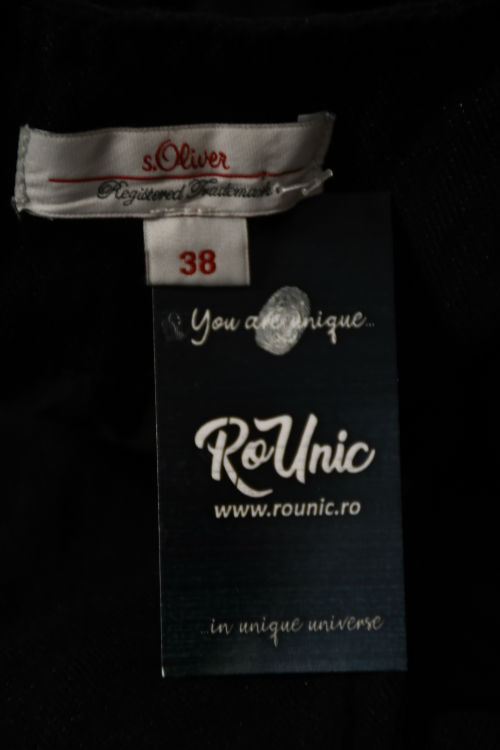 s.Oliver
Registered Trademark
38
You are unique...
RoUnic
www.rounic.ro
...in unique universe